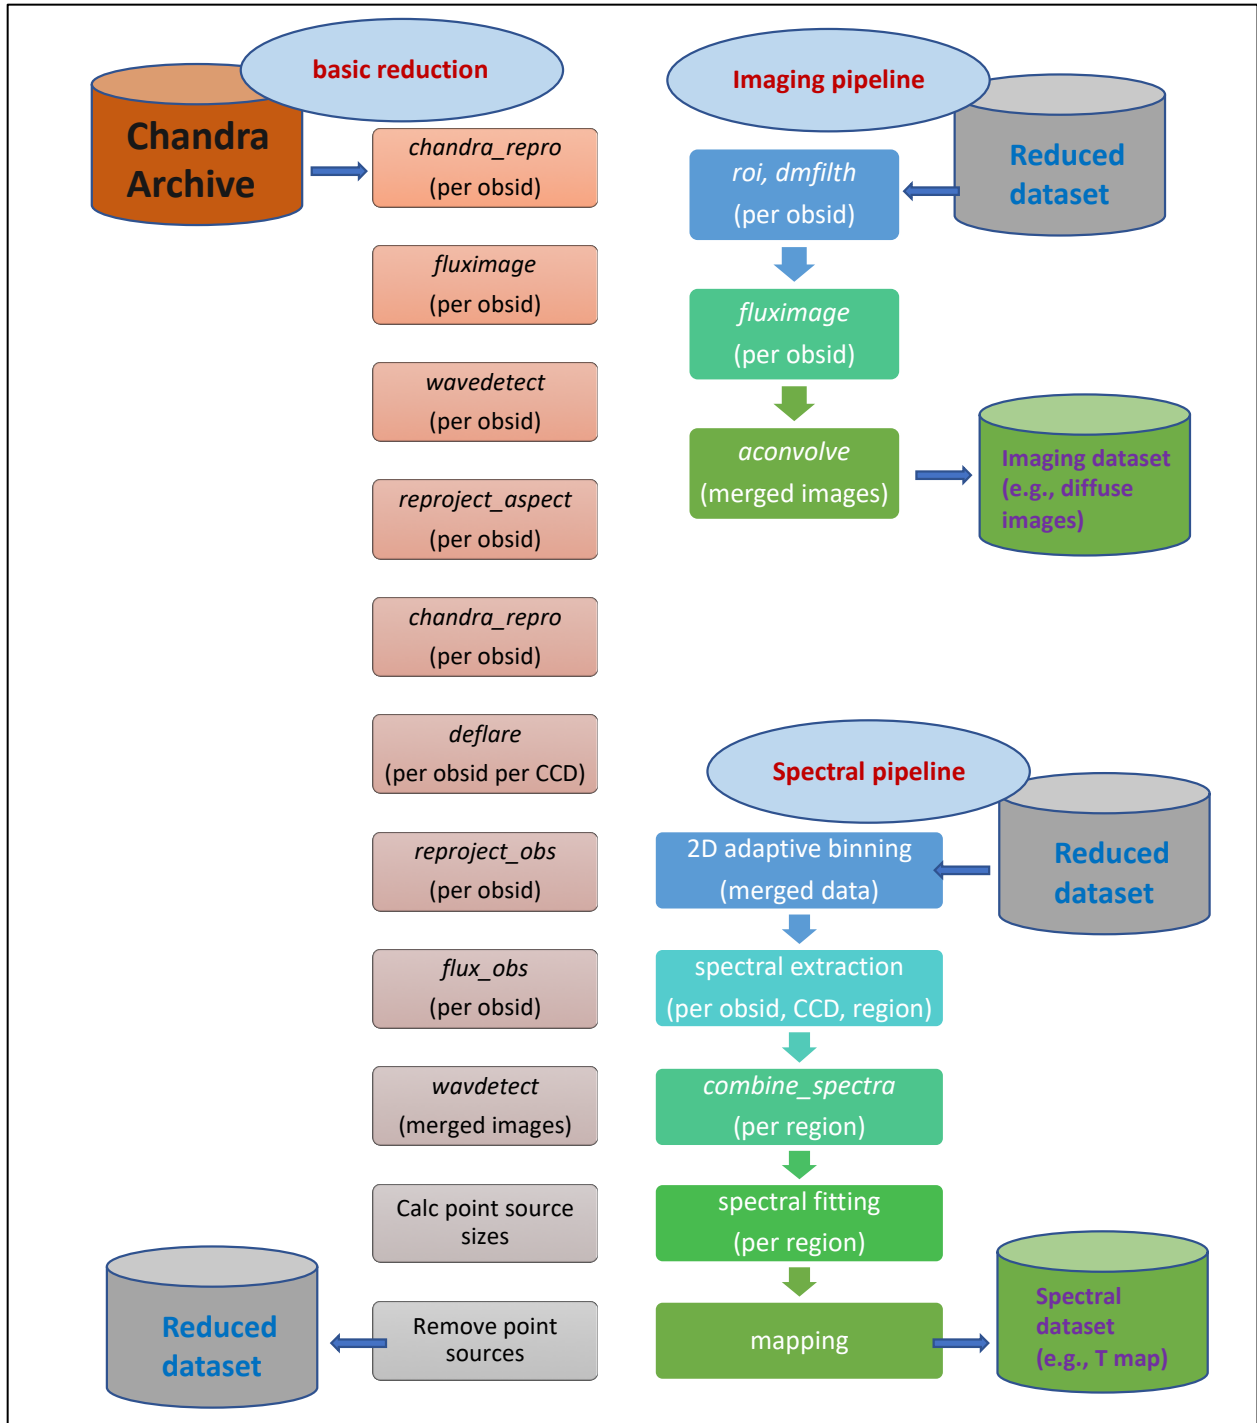 basic reduction
Chandra
Archive
chandra_repro
(per obsid)
fluximage
(per obsid)
wavedetect
(per obsid)
reproject_aspect
(per obsid)
chandra_repro
(per obsid)
deflare
(per obsid per CCD)
reproject_obs
(per obsid)
flux_obs
(per obsid)
wavdetect
(merged images)
Calc point source
sizes
Remove point
sources
Reduced
dataset
Imaging pipeline
Reduced
dataset
roi, dmfilth
(per obsid)
fluximage
(per obsid)
aconvolve
(merged images)
Imaging dataset
(e.g., diffuse
images)
Spectral pipeline
Reduced
dataset
2D adaptive binning
(merged data)
spectral extraction
(per obsid, CCD, region)
combine_spectra
(per region)
spectral fitting
(per region)
mapping
Spectral
dataset
(e.g., T map)